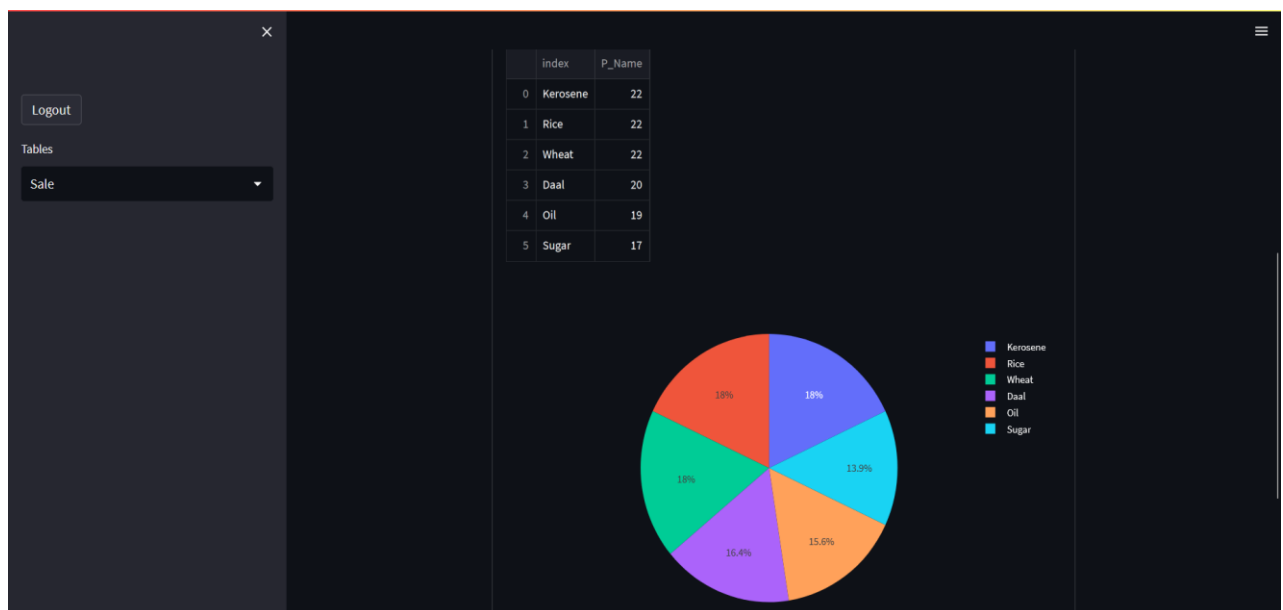 Logout
Tables
Sale
index P_Name
0 Kerosene 22
1 Rice 22
2 Wheat 22
3 Daal 20
4 Oil 19
5 Sugar 17
18% 18%
18% 13.9%
16.4% 15.6%
Kerosene
Rice
Wheat
Daal
Oil
Sugar